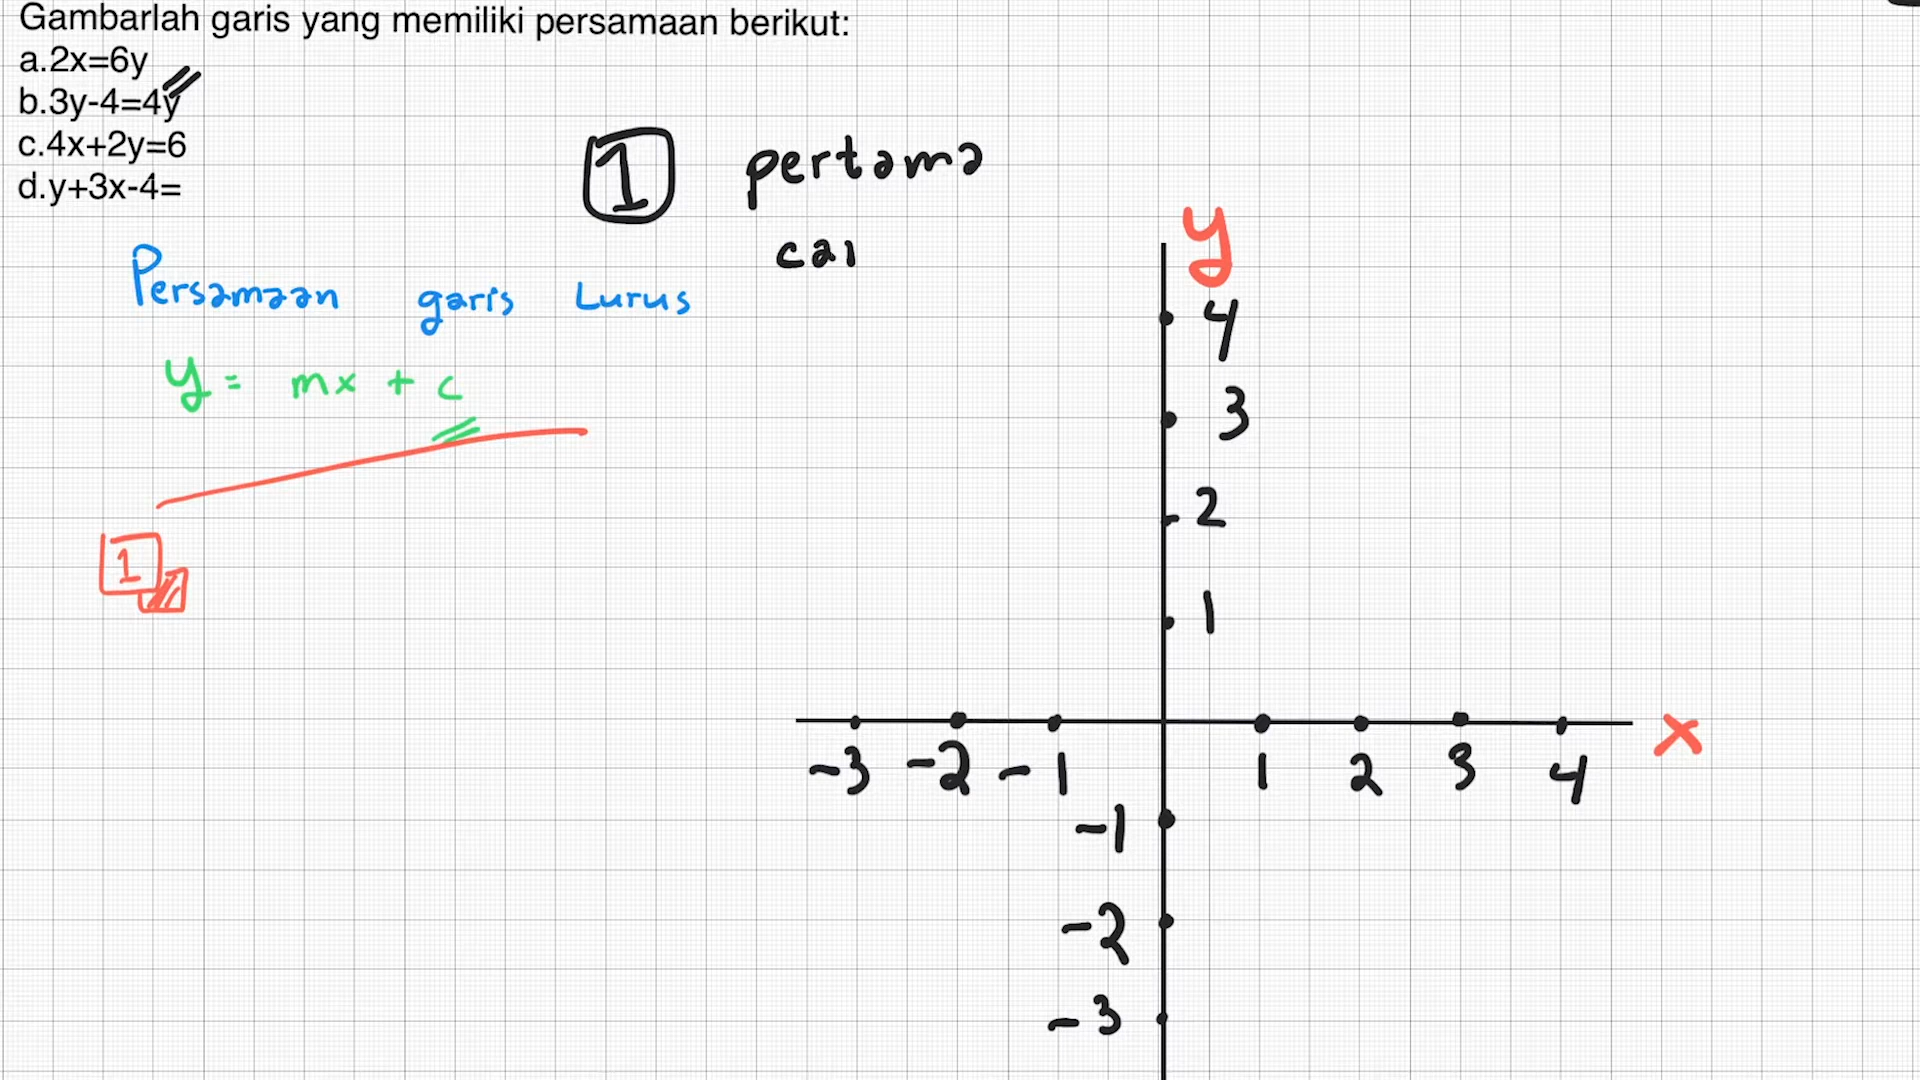 Gambarlah garis yang memiliki persamaan berikut:
a.2x=6y
b.3y-4=4y
c.4x+2y=6
d.y+3x-4=
1 pertama
cai
Persamaan garis Lurus
y = mx + c
1
y
4
3
2
1
-3 -2 -1 1 2 3 4 x
-1
-2
-3